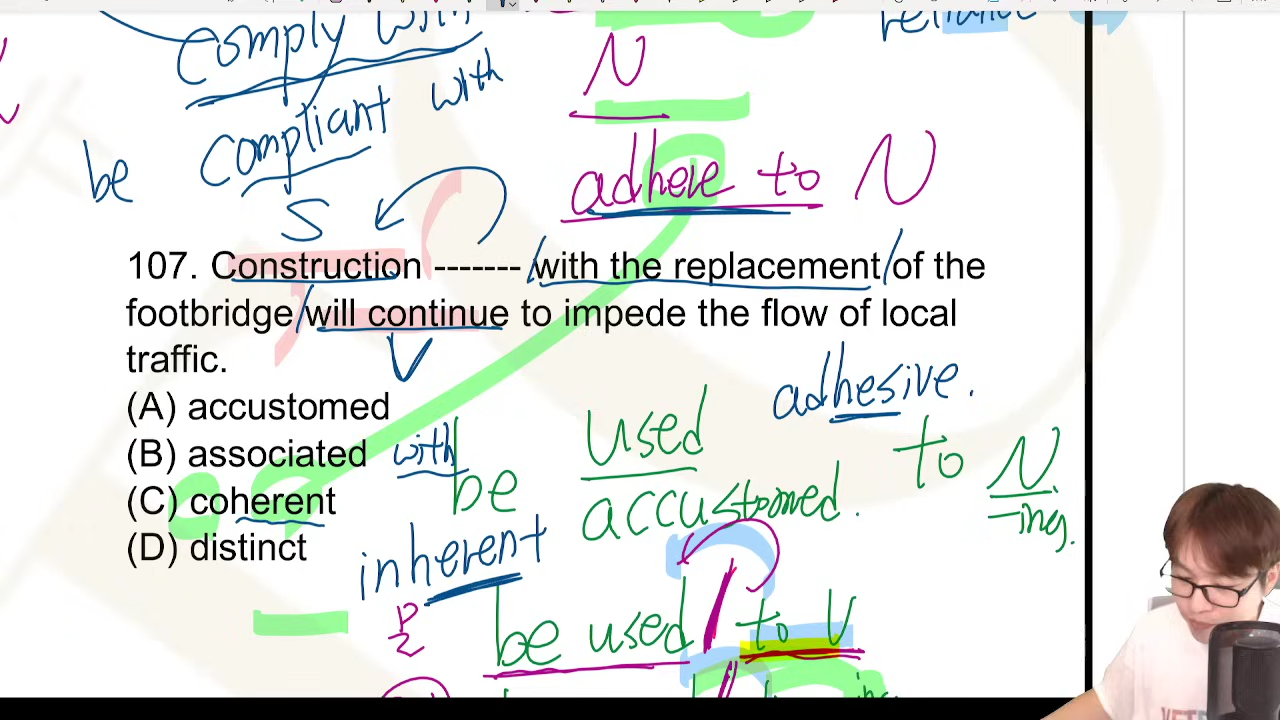 comply with
reliance
N
be compliant with
adhere to N
S
107. Construction ------- with the replacement of the
footbridge will continue to impede the flow of local
traffic.
V
(A) accustomed
adhesive.
(B) associated with
be used to N
accustomed. -ing.
(C) coherent
(D) distinct
inherent
be used to V